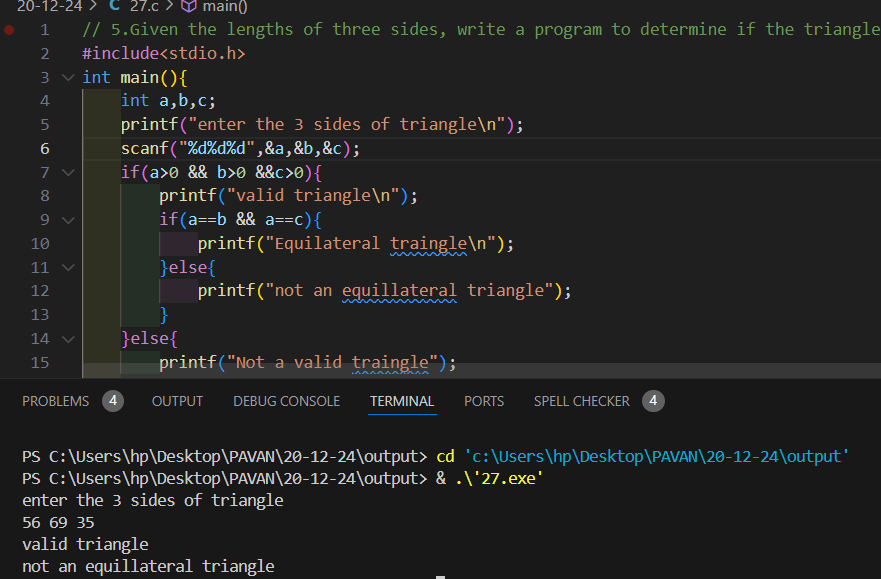 20-12-24 > C 27.c > main()
1 // 5.Given the lengths of three sides, write a program to determine if the triangle
2 #include<stdio.h>
3 int main(){
4 int a,b,c;
5 printf("enter the 3 sides of triangle\n");
6 scanf("%d%d%d",&a,&b,&c);
7 if(a>0 && b>0 &&c>0){
8 printf("valid triangle\n");
9 if(a==b && a==c){
10 printf("Equilateral traingle\n");
11 }else{
12 printf("not an equillateral triangle");
13 }
14 }else{
15 printf("Not a valid traingle");
PROBLEMS 4 OUTPUT DEBUG CONSOLE TERMINAL PORTS SPELL CHECKER 4
PS C:\Users\hp\Desktop\PAVAN\20-12-24\output> cd 'c:\Users\hp\Desktop\PAVAN\20-12-24\output'
PS C:\Users\hp\Desktop\PAVAN\20-12-24\output> & .\'27.exe'
enter the 3 sides of triangle
56 69 35
valid triangle
not an equillateral triangle